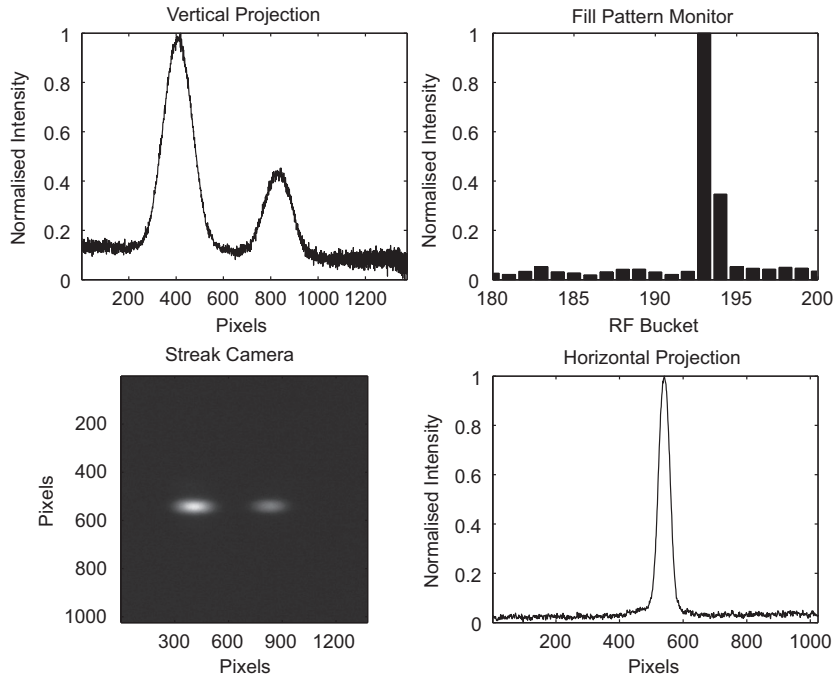 Vertical Projection
Normalised Intensity
1
0.8
0.6
0.4
0.2
0
200 400 600 800 1000 1200
Pixels
Fill Pattern Monitor
Normalised Intensity
1
0.8
0.6
0.4
0.2
0
180 185 190 195 200
RF Bucket
Streak Camera
Pixels
200
400
600
800
1000
300 600 900 1200
Pixels
Horizontal Projection
Normalised Intensity
1
0.8
0.6
0.4
0.2
0
200 400 600 800 1000
Pixels